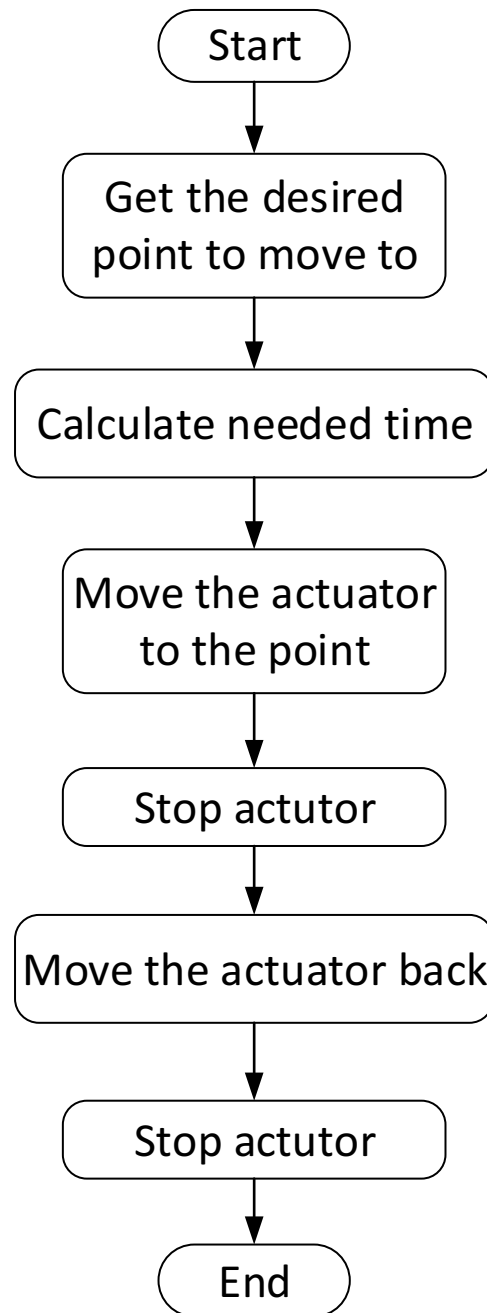 Start
Get the desired
point to move to
Calculate needed time
Move the actuator
to the point
Stop actutor
Move the actuator back
Stop actutor
End